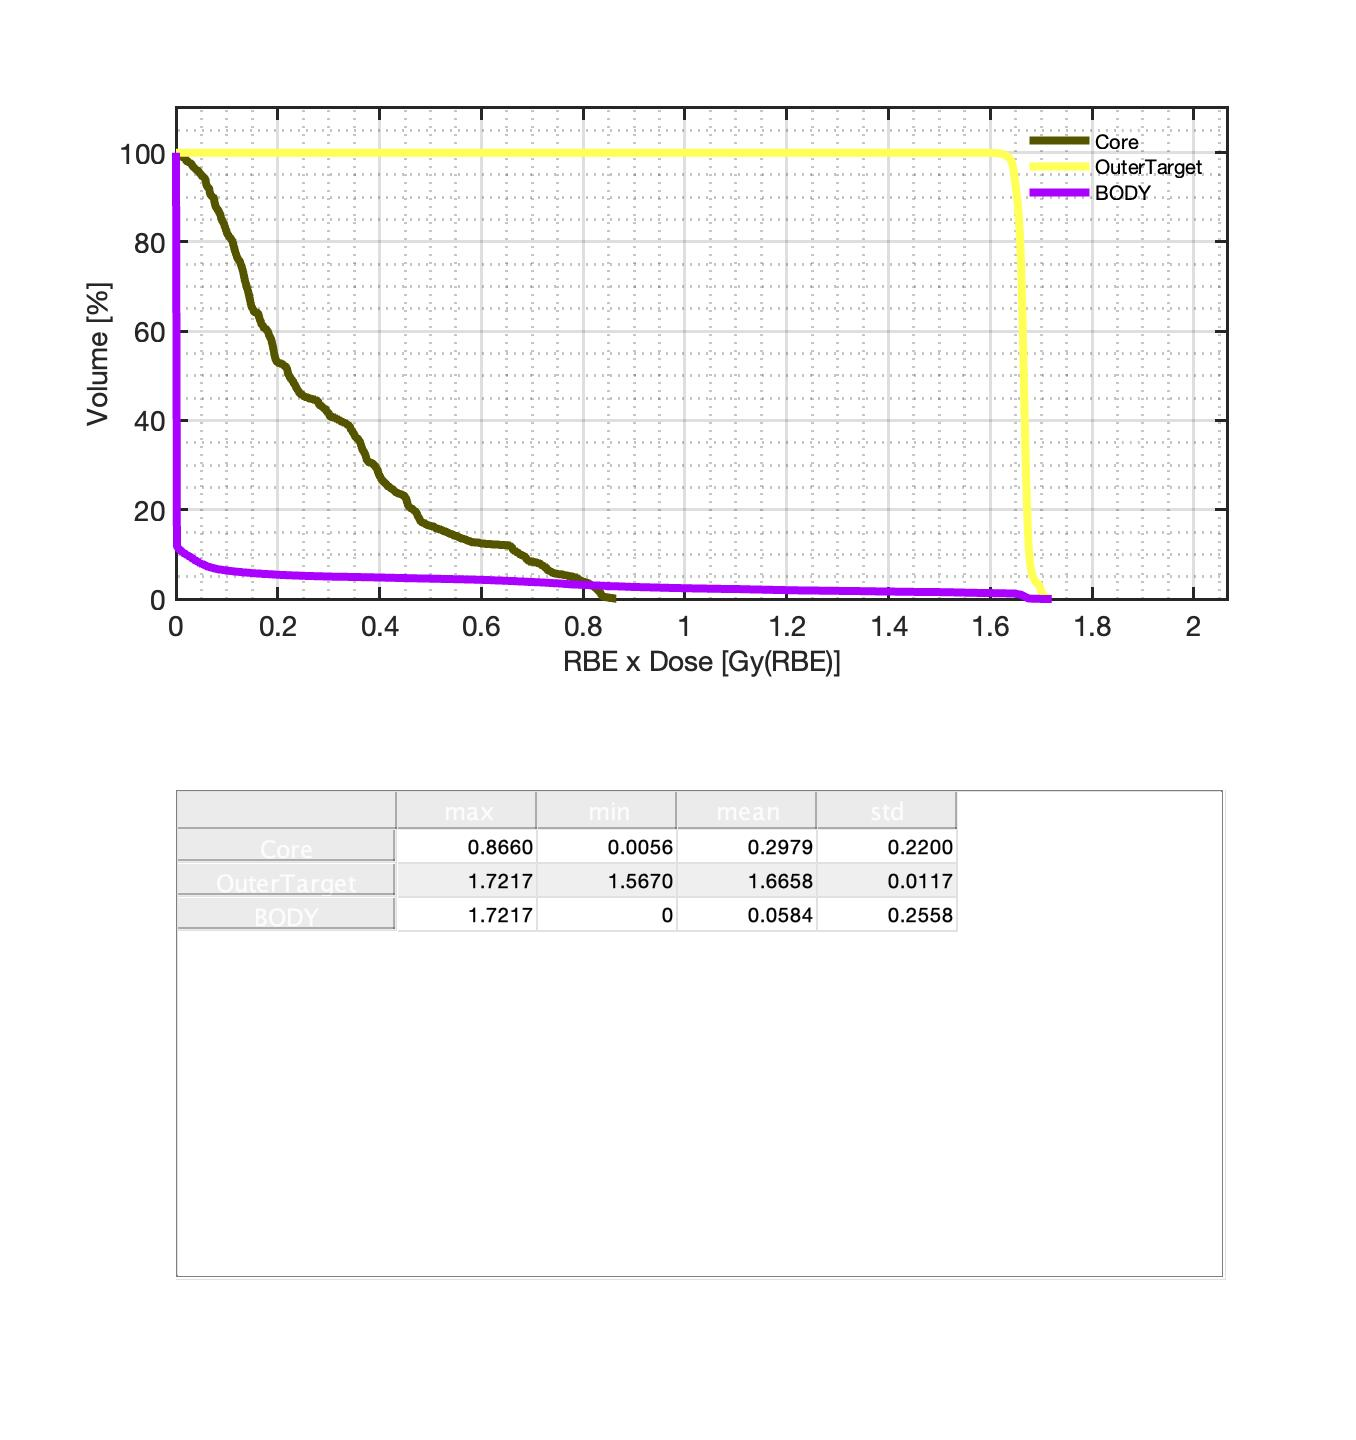 100
80
60
40
20
0
Volume [%]
Core
OuterTarget
BODY
0 0.2 0.4 0.6 0.8 1 1.2 1.4 1.6 1.8 2
RBE x Dose [Gy(RBE)]
max min mean std
Core 0.8660 0.0056 0.2979 0.2200
OuterTarget 1.7217 1.5670 1.6658 0.0117
BODY 1.7217 0 0.0584 0.2558